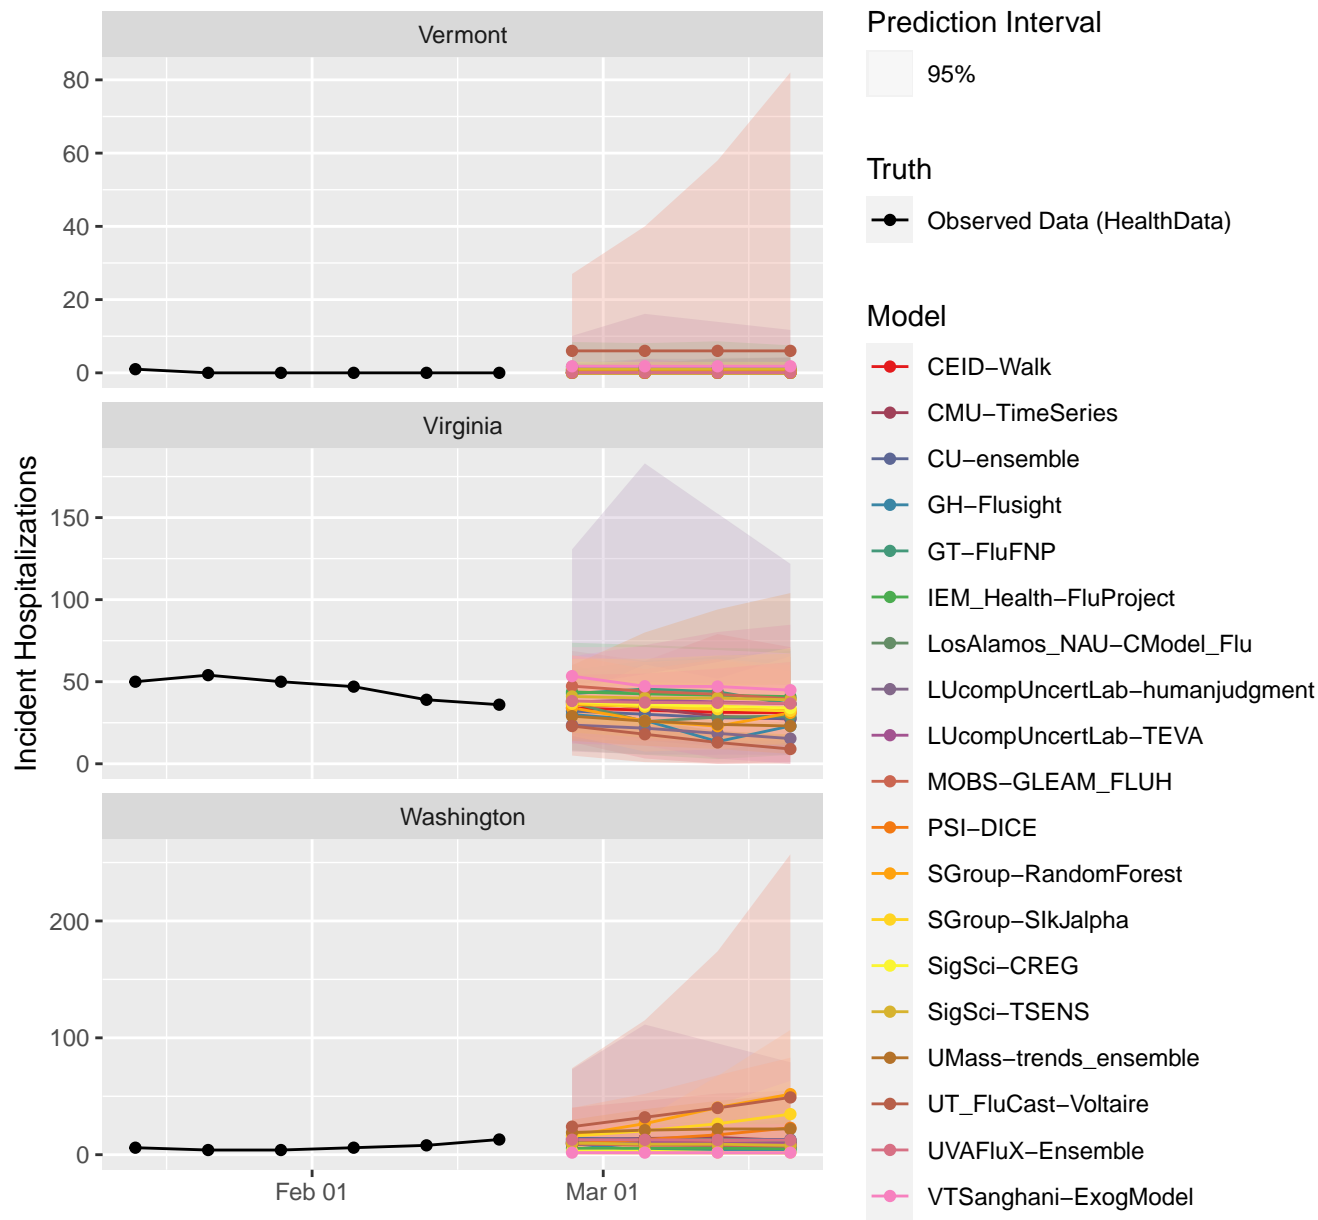 Vermont
80
60
40
20
0
Virginia
150
100
50
0
Washington
200
100
0
Feb 01
Mar 01
Incident Hospitalizations
Prediction Interval
95%
Truth
Observed Data (HealthData)
Model
CEID−Walk
CMU−TimeSeries
CU−ensemble
GH−Flusight
GT−FluFNP
IEM_Health−FluProject
LosAlamos_NAU−CModel_Flu
LUcompUncertLab−humanjudgment
LUcompUncertLab−TEVA
MOBS−GLEAM_FLUH
PSI−DICE
SGroup−RandomForest
SGroup−SIkJalpha
SigSci−CREG
SigSci−TSENS
UMass−trends_ensemble
UT_FluCast−Voltaire
UVAFluX−Ensemble
VTSanghani−ExogModel